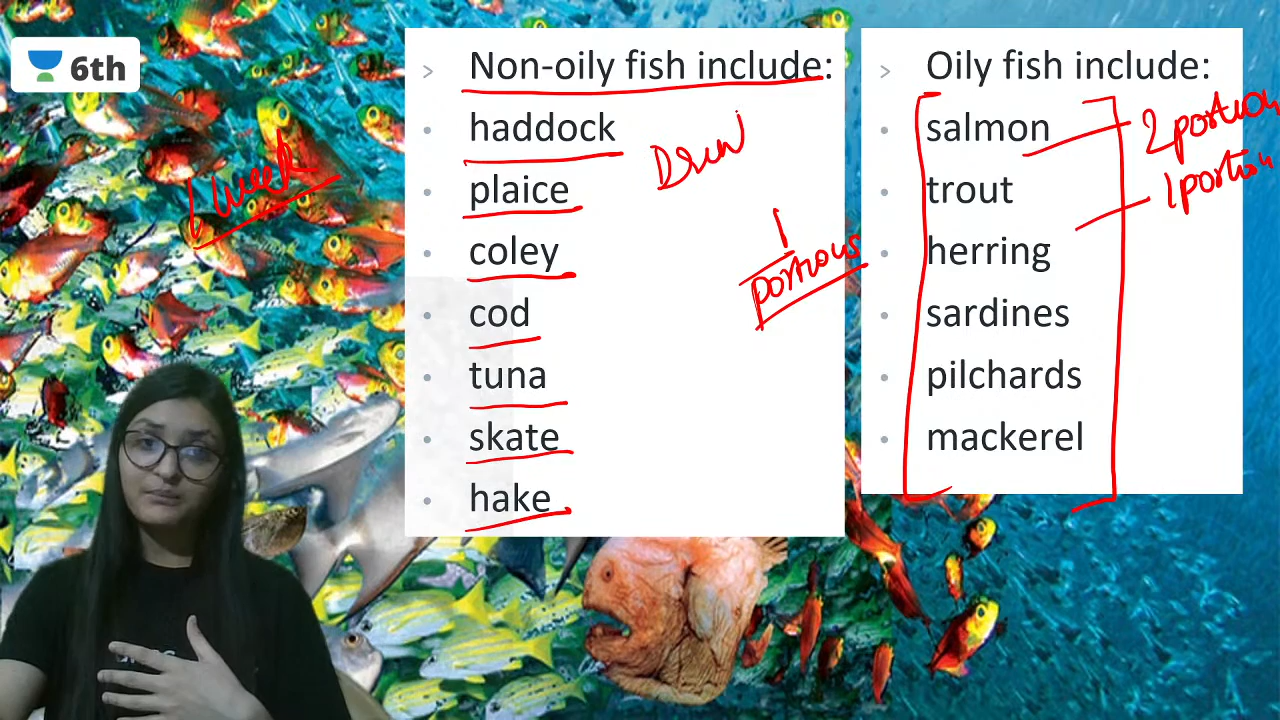 6th
1 week
> Non-oily fish include:
• haddock
• plaice
• coley
• cod
• tuna
• skate
• hake
1
portions
> Oily fish include:
• salmon
• trout
• herring
• sardines
• pilchards
• mackerel
2 portion
1 portion